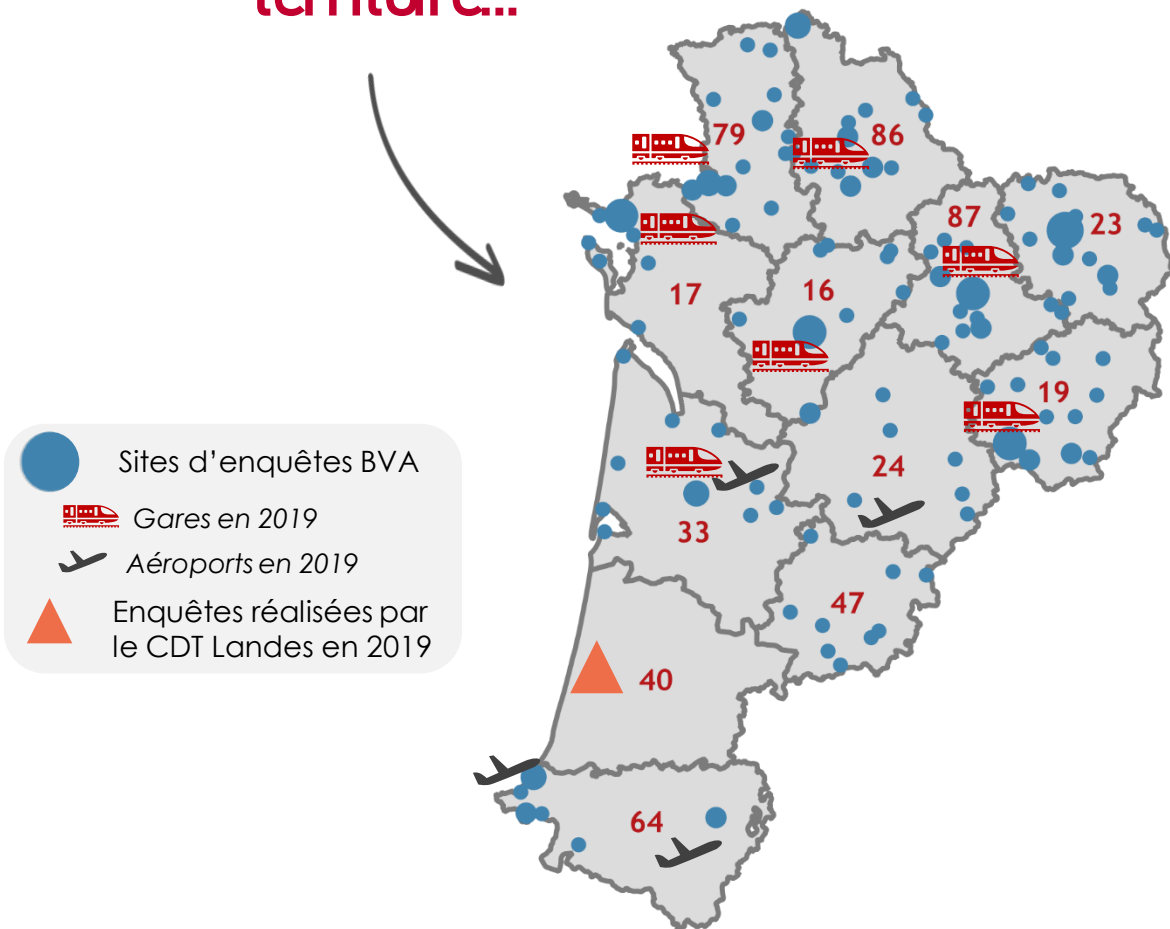 79
86
87
23
17
16
19
24
33
47
40
64
Sites d’enquêtes BVA
Gares en 2019
Aéroports en 2019
Enquêtes réalisées par
le CDT Landes en 2019